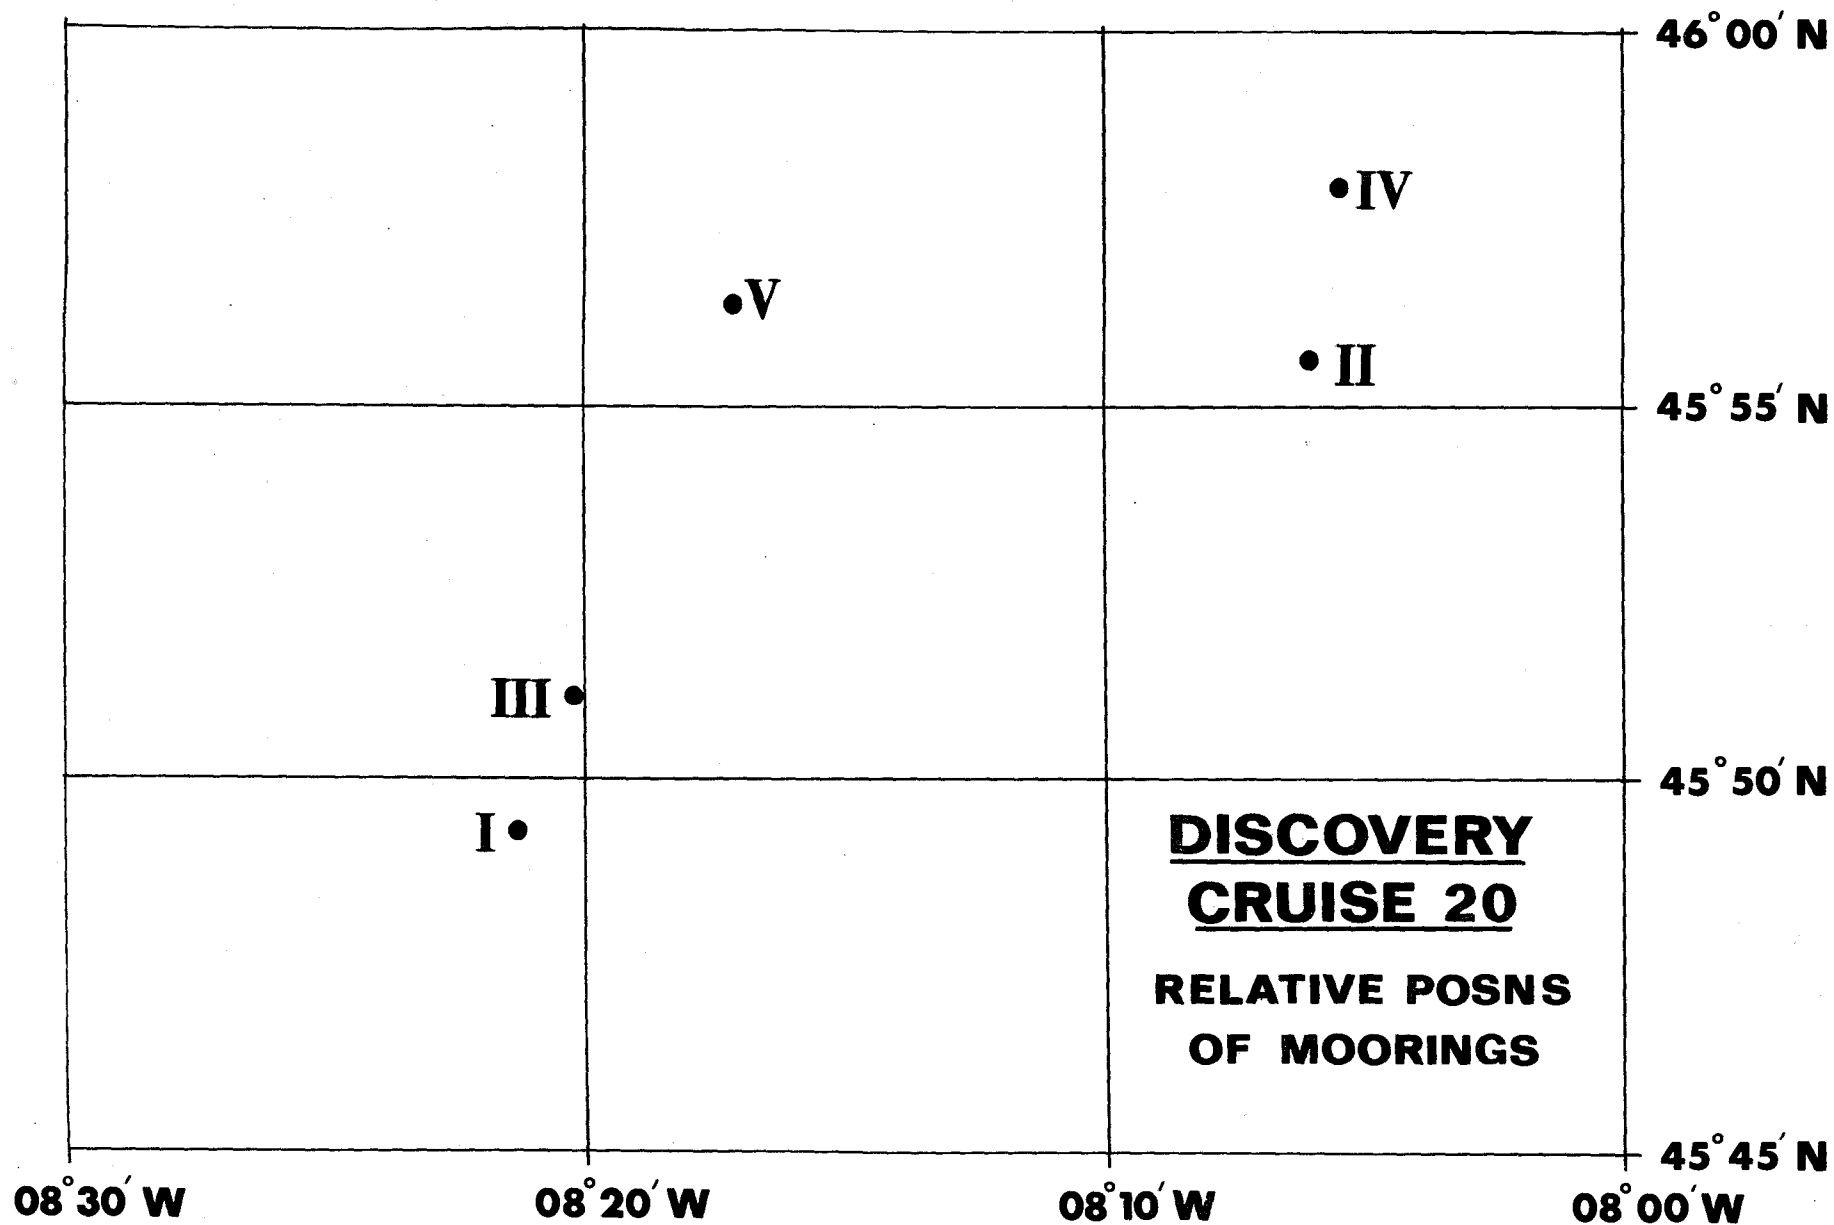 46°00′ N
IV
V
II
45°55′ N
III
45°50′ N
I
DISCOVERY
CRUISE 20
RELATIVE POSNS
OF MOORINGS
45°45′ N
08°30′ W
08°20′ W
08°10′ W
08°00′ W